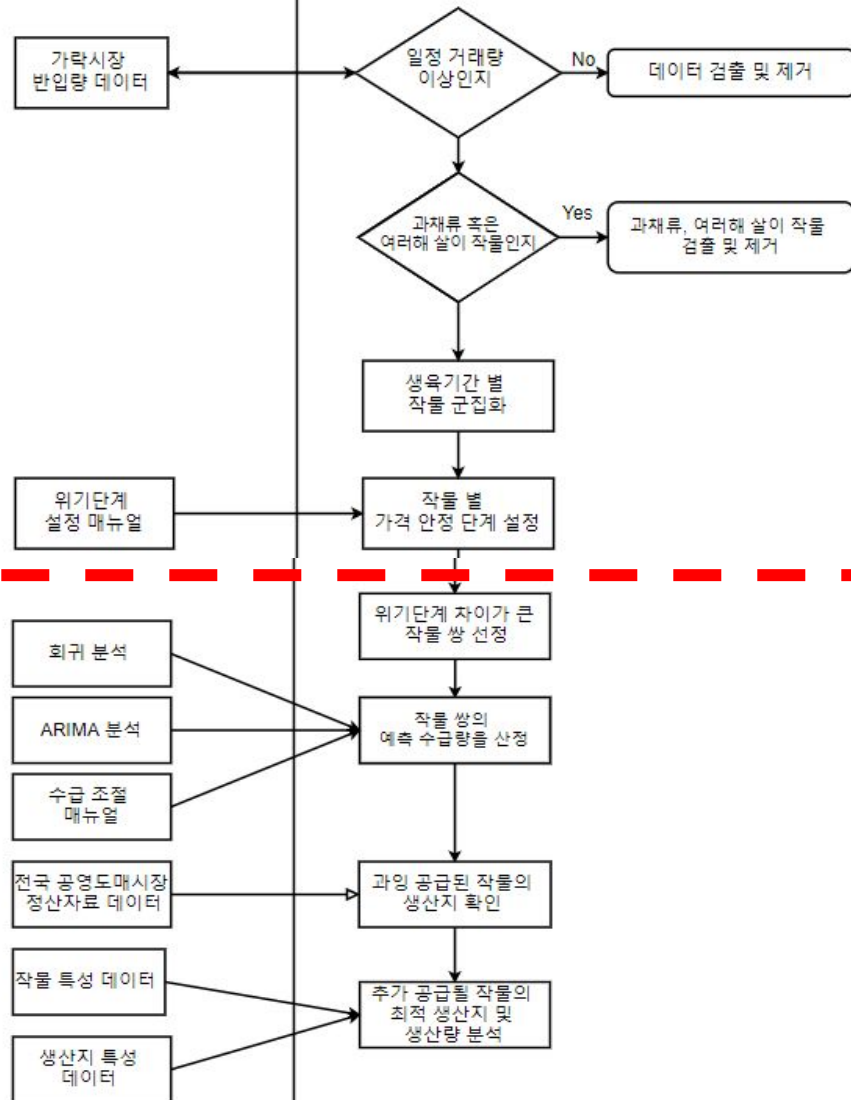 가락시장
반입량 데이터
일정 거래량
이상인지
No
데이터 검출 및 제거
과채류 혹은
여러해 살이 작물인지
Yes
과채류, 여러해 살이 작물
검출 및 제거
생육기간 별
작물 군집화
위기단계
설정 매뉴얼
작물 별
가격 안정 단계 설정
위기단계 차이가 큰
작물 쌍 선정
회귀 분석
ARIMA 분석
수급 조절
매뉴얼
작물 쌍의
예측 수급량을 산정
전국 공영도매시장
정산자료 데이터
과잉 공급된 작물의
생산지 확인
작물 특성 데이터
생산지 특성
데이터
추가 공급될 작물의
최적 생산지 및
생산량 분석